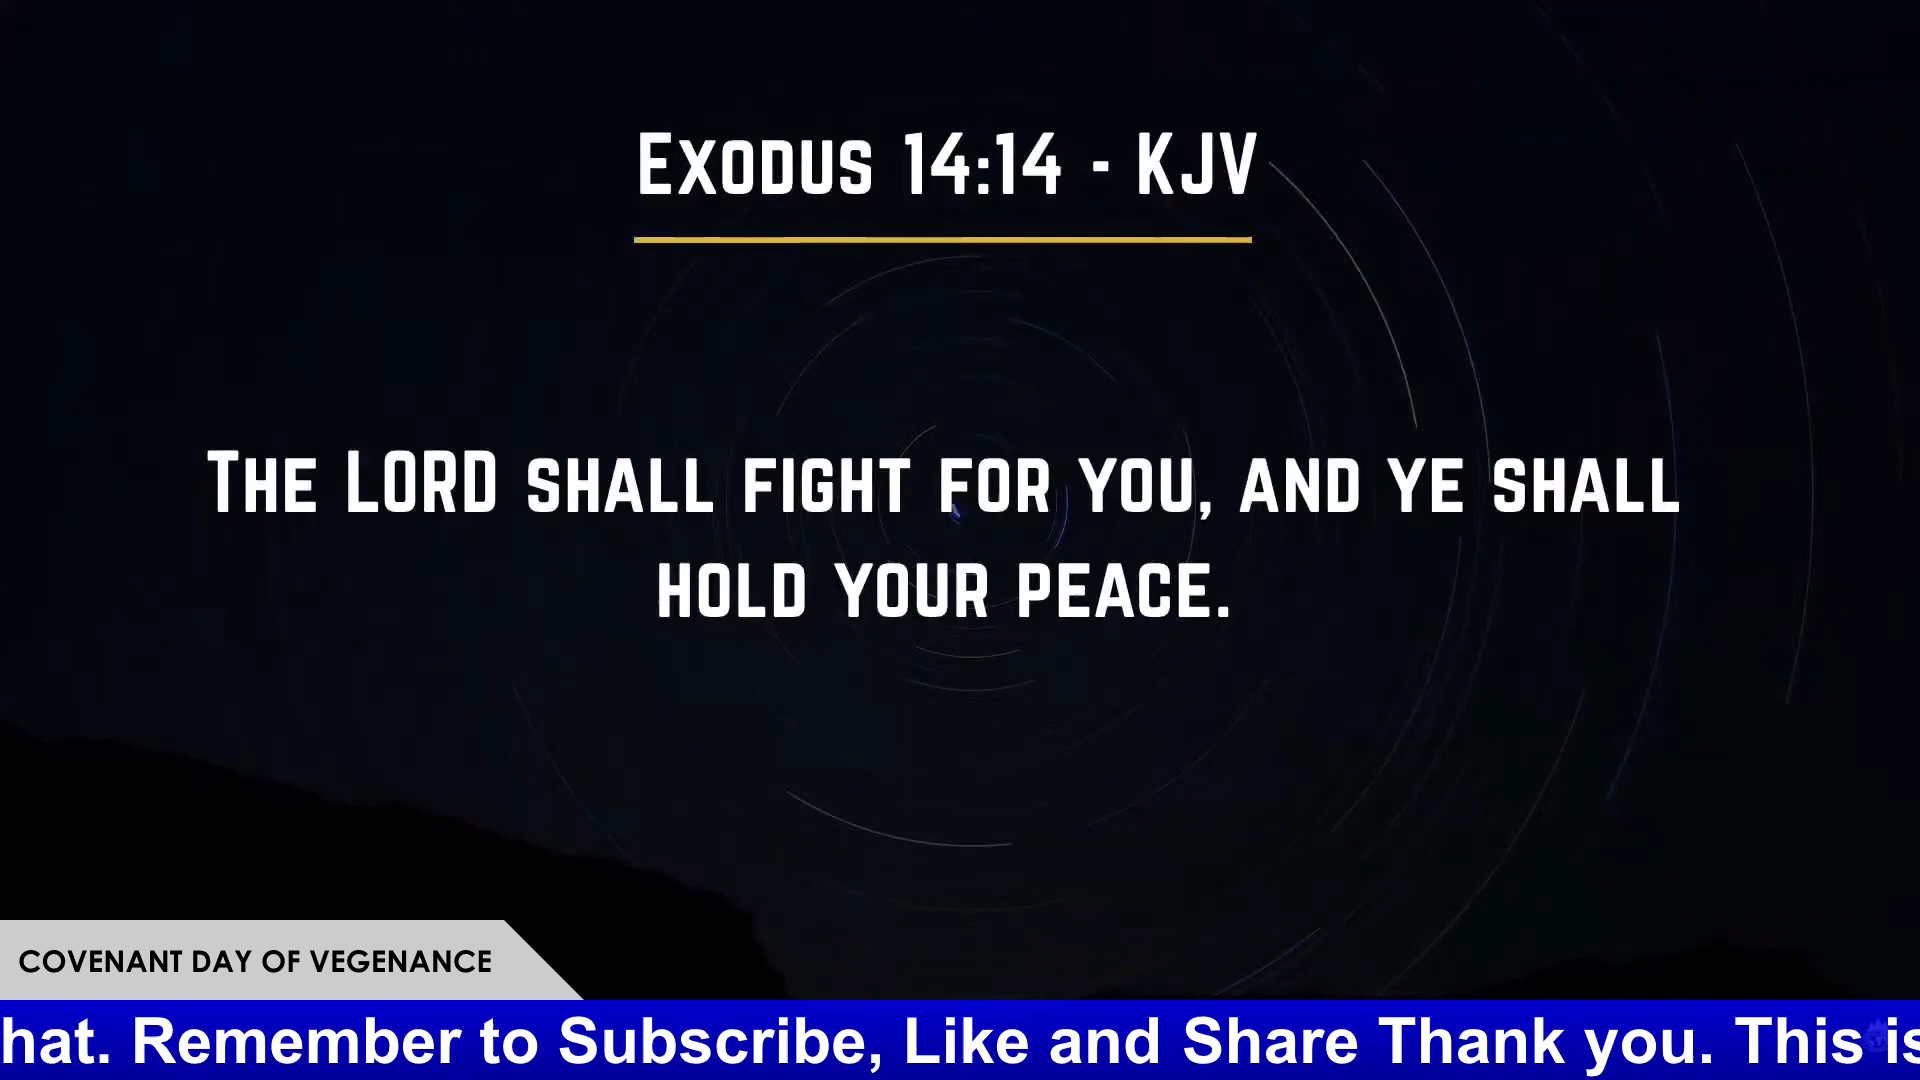 Exodus 14:14 - KJV
The LORD shall fight for you, and ye shall
hold your peace.
COVENANT DAY OF VEGENANCE
hat. Remember to Subscribe, Like and Share Thank you. This is